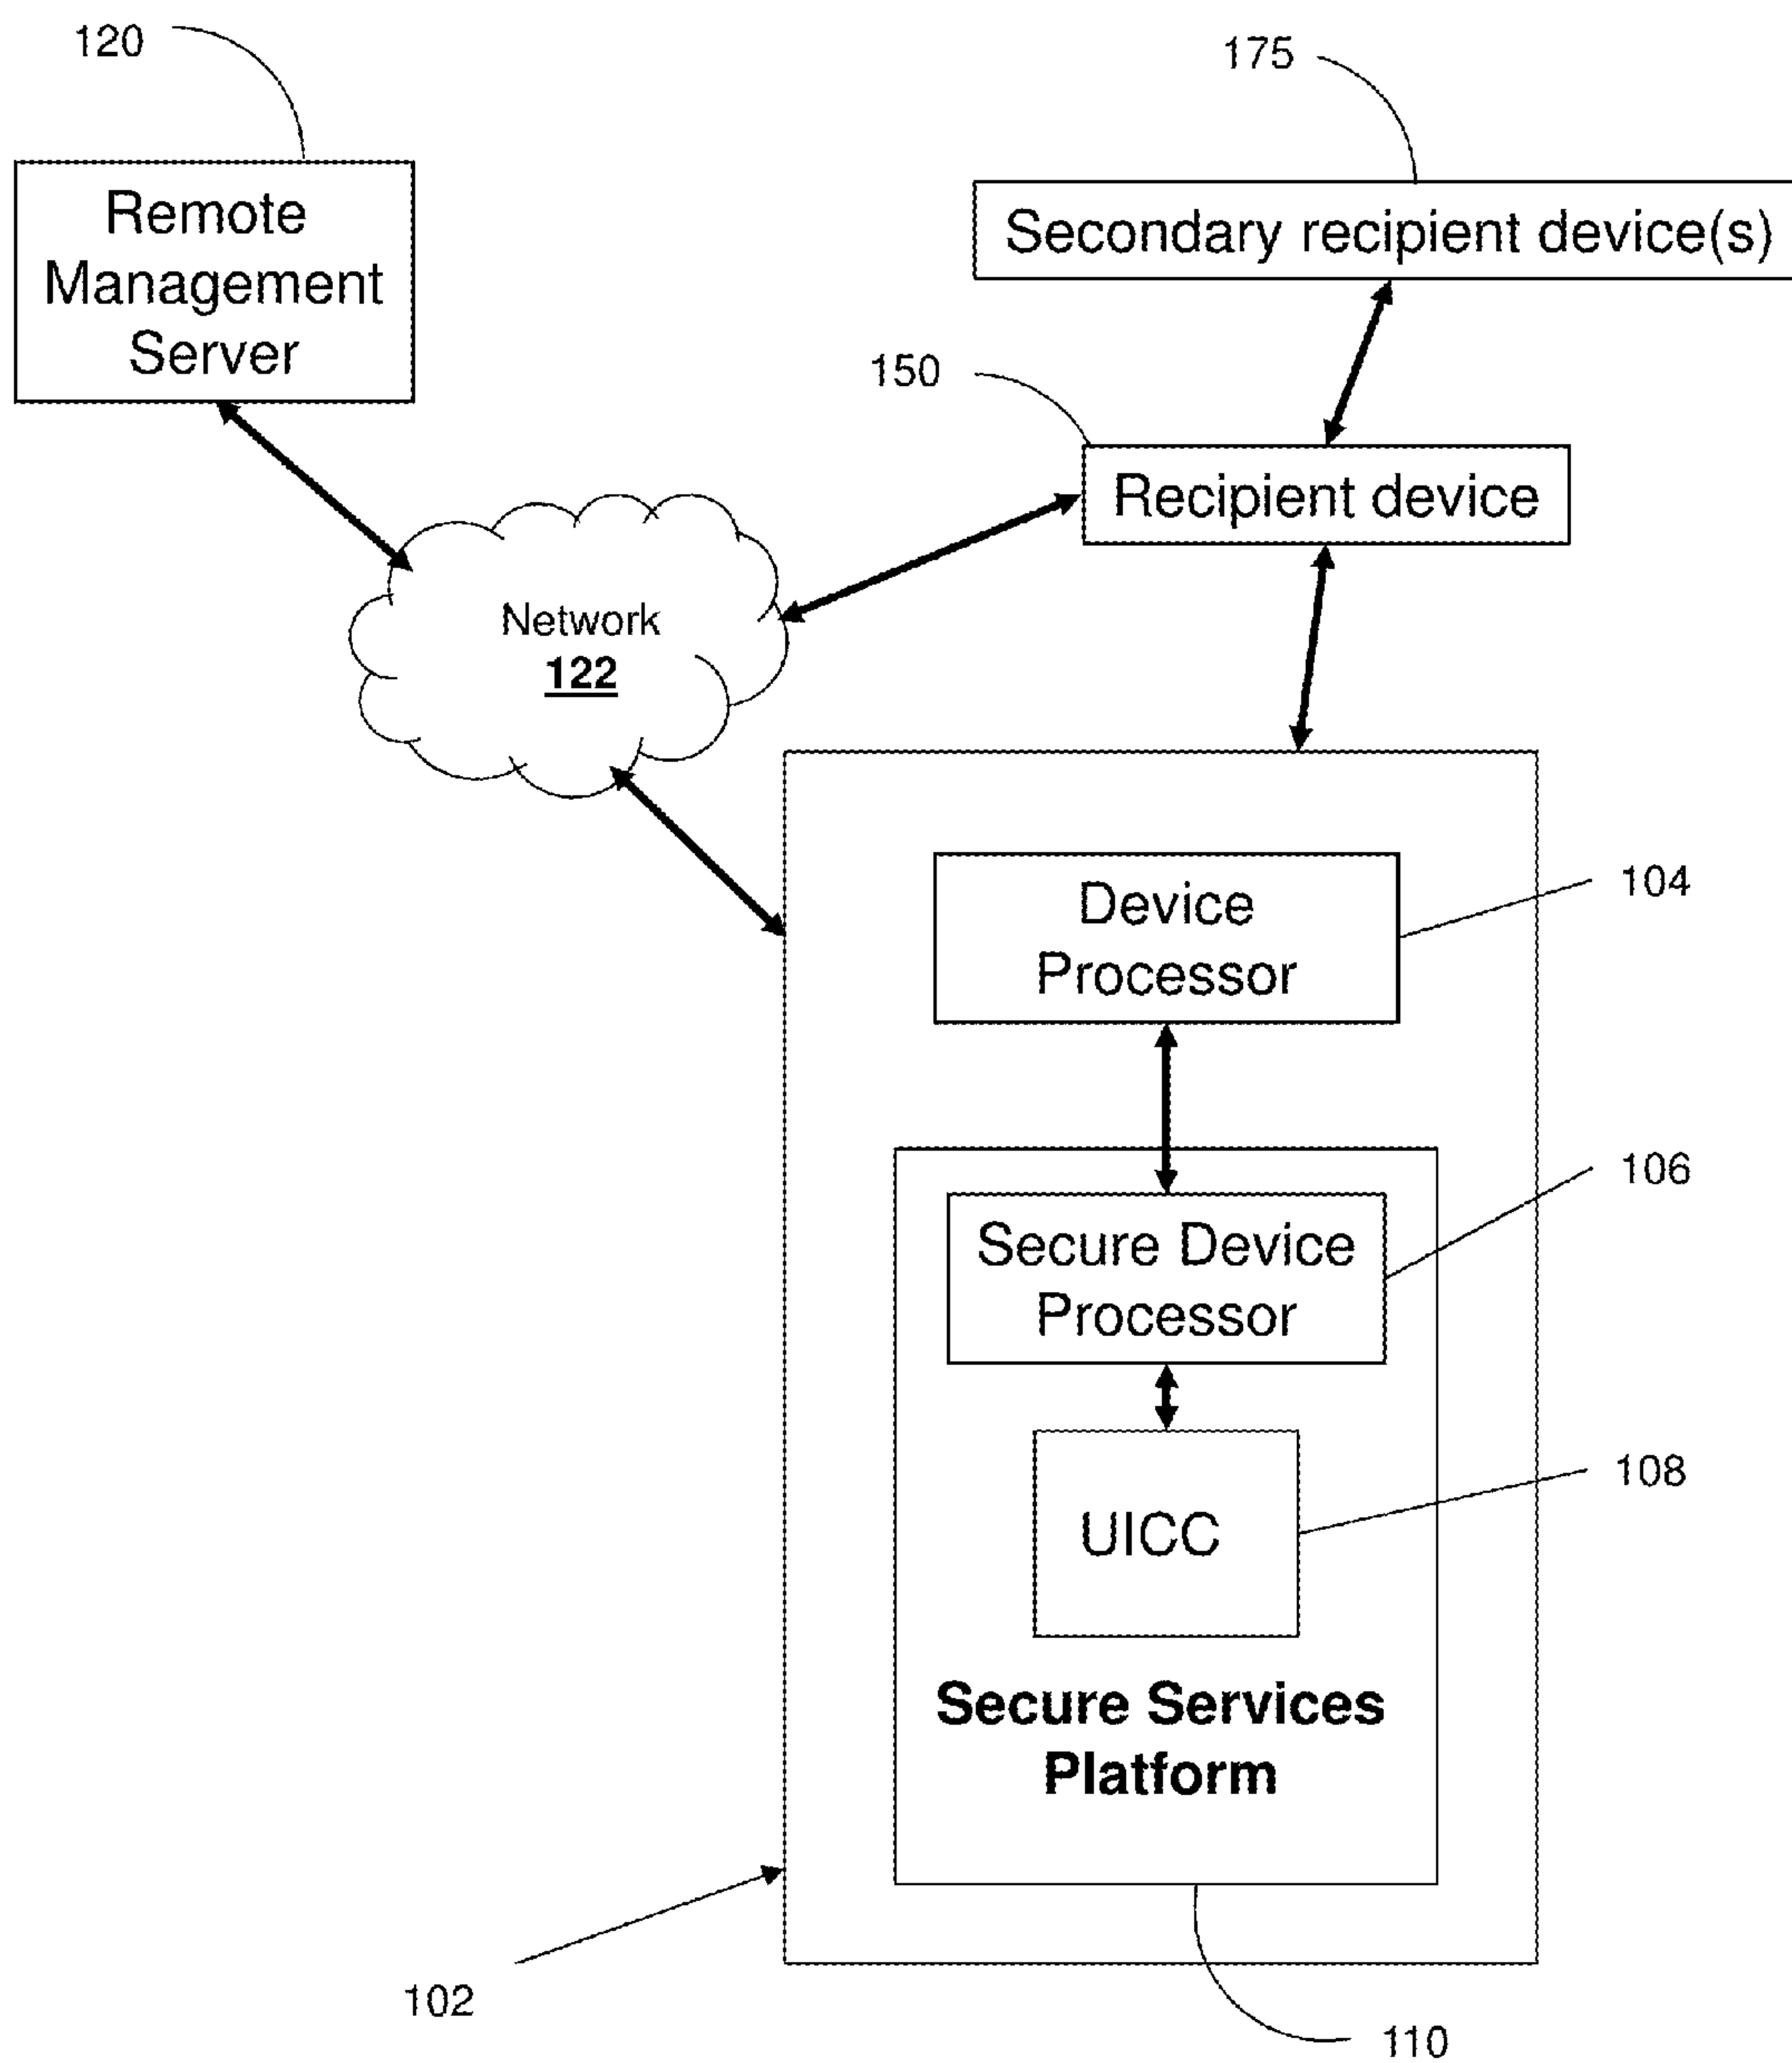 120
175
Remote
Management
Server
Secondary recipient device(s)
150
Recipient device
Network
122
Device
Processor
104
106
Secure Device
Processor
108
UICC
Secure Services
Platform
102
110